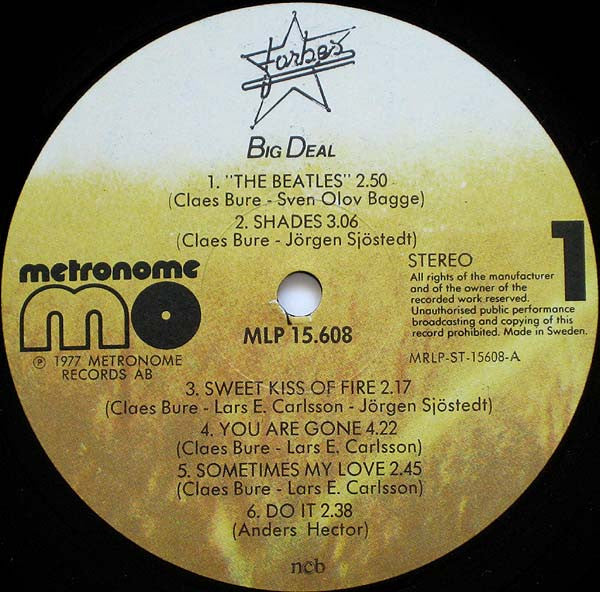 Forbes
BIG DEAL
1. "THE BEATLES" 2.50
(Claes Bure - Sven Olov Bagge)
2. SHADES 3.06
(Claes Bure - Jörgen Sjöstedt)
metronome
mo
℗ 1977 METRONOME
RECORDS AB
MLP 15.608
STEREO
1
All rights of the manufacturer
and of the owner of the
recorded work reserved.
Unauthorised public performance
broadcasting and copying of this
record prohibited. Made in Sweden.
MRLP-ST-15608-A
3. SWEET KISS OF FIRE 2.17
(Claes Bure - Lars E. Carlsson - Jörgen Sjöstedt)
4. YOU ARE GONE 4.22
(Claes Bure - Lars E. Carlsson)
5. SOMETIMES MY LOVE 2.45
(Claes Bure - Lars E. Carlsson)
6. DO IT 2.38
(Anders Hector)
ncb